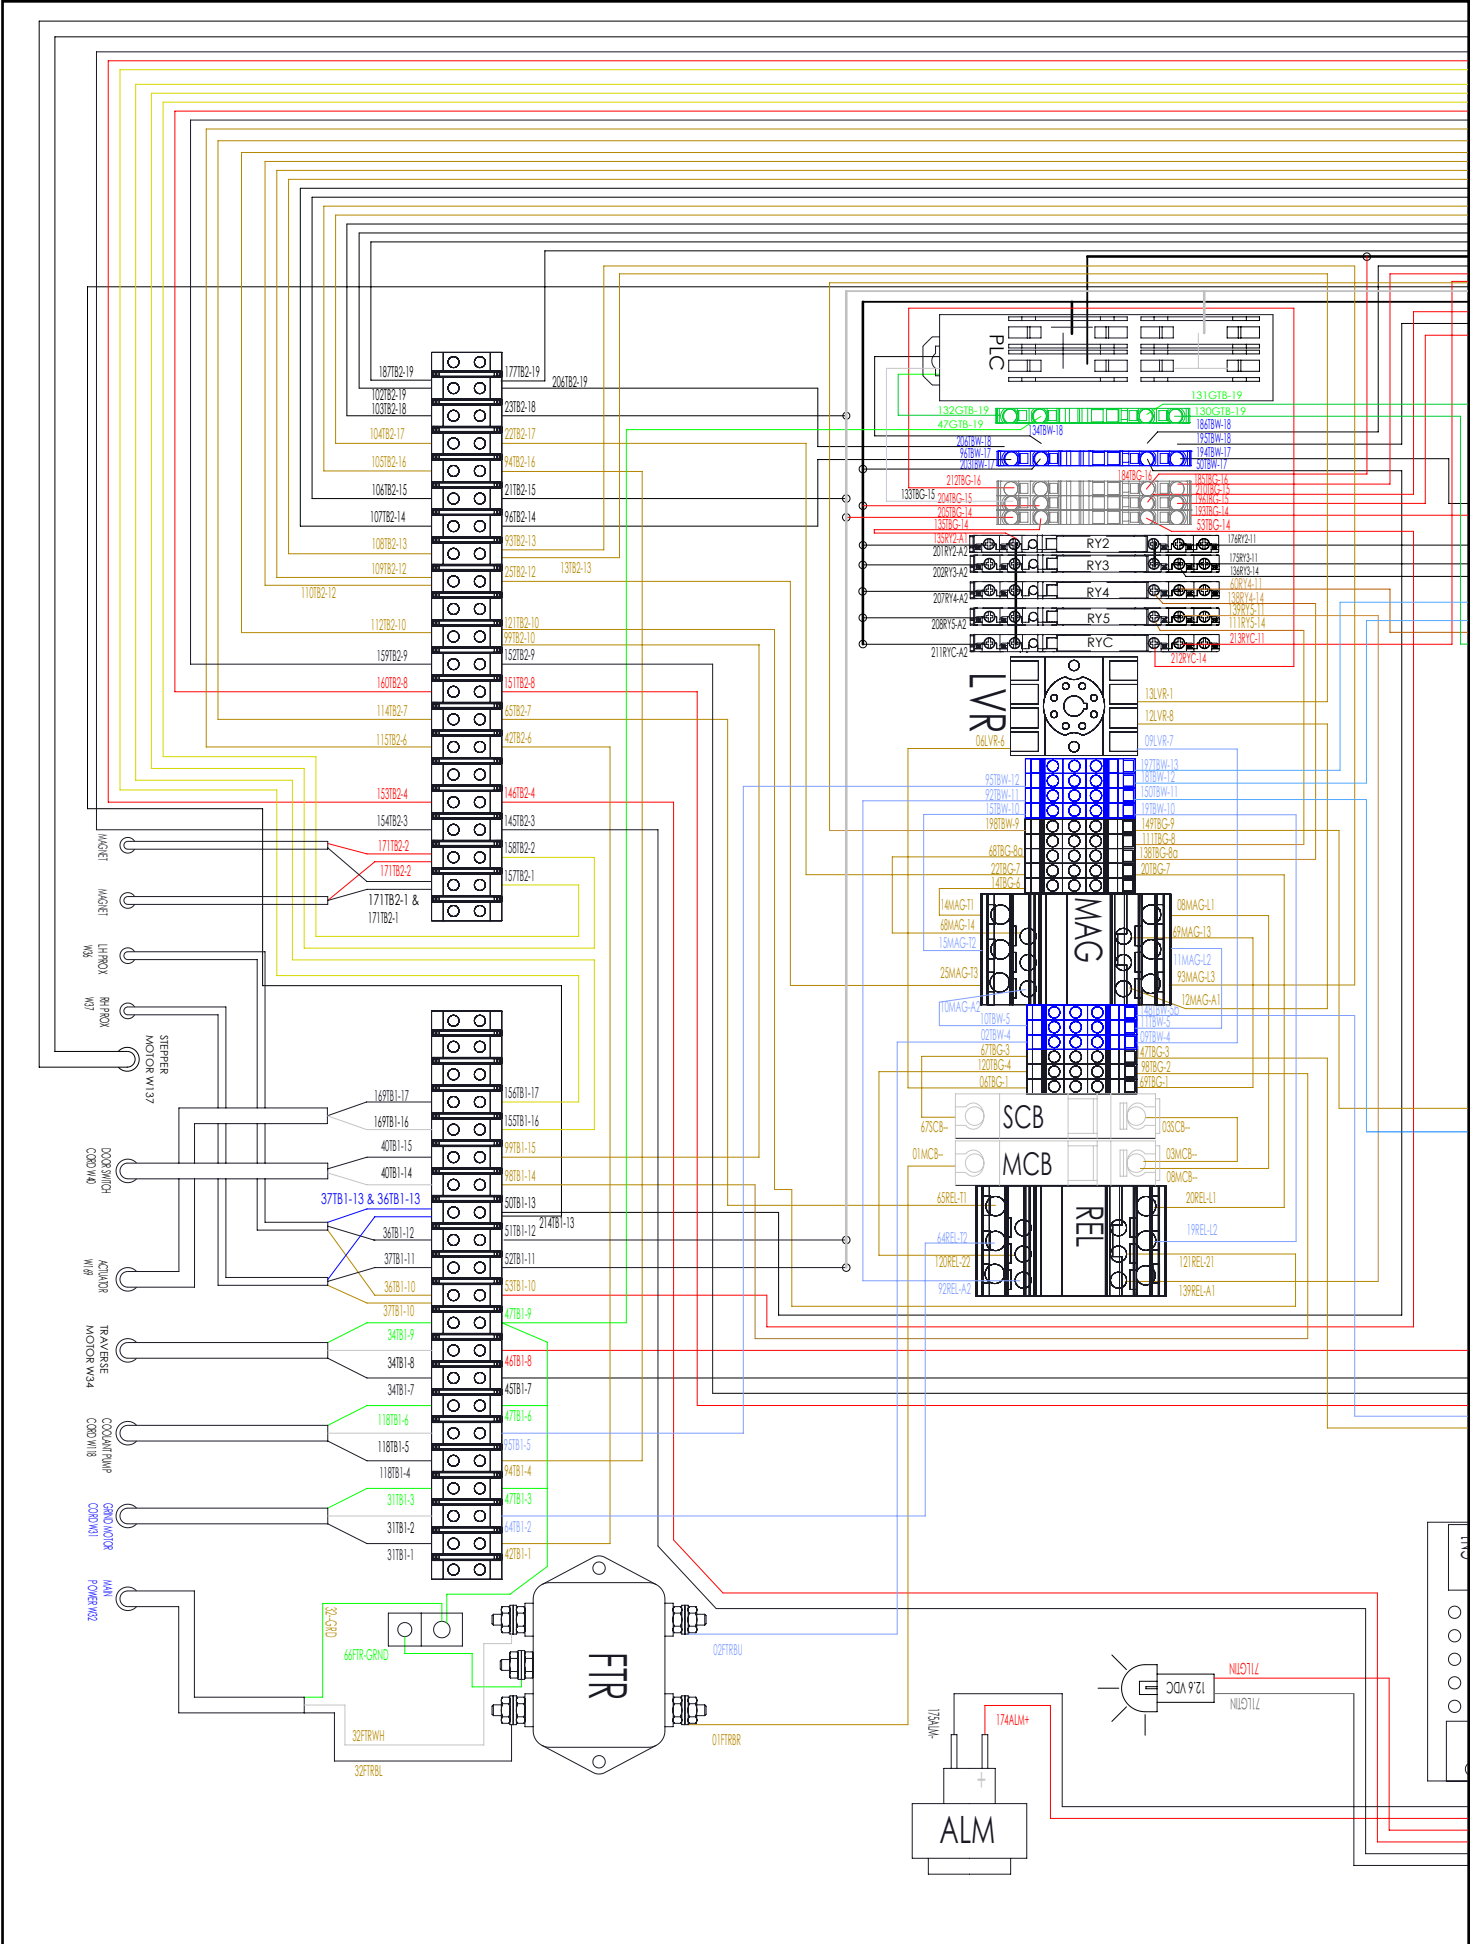 187TB2-19
177TB2-19
102TB2-19
206TB2-19
103TB2-18
23TB2-18
104TB2-17
22TB2-17
105TB2-16
94TB2-16
106TB2-15
21TB2-15
107TB2-14
96TB2-14
108TB2-13
93TB2-13
109TB2-12
13TB2-13
25TB2-12
110TB2-12
112TB2-10
121TB2-10
99TB2-10
159TB2-9
152TB2-9
160TB2-8
151TB2-8
114TB2-7
65TB2-7
115TB2-6
42TB2-6
153TB2-4
146TB2-4
154TB2-3
145TB2-3
171TB2-2
158TB2-2
171TB2-2
157TB2-1
171TB2-1 &
171TB2-1
MAGNET
MAGNET
LH PROX
W36
RH PROX
W37
STEPPER
MOTOR W137
DOOR SWITCH
CORD W40
ACTUATOR
W169
TRAVERSE
MOTOR W34
COOLANT PUMP
CORD W118
GRIND MOTOR
CORD W31
MAIN
POWER W32
169TB1-17
156TB1-17
169TB1-16
155TB1-16
40TB1-15
99TB1-15
40TB1-14
98TB1-14
37TB1-13 & 36TB1-13
50TB1-13
214TB1-13
36TB1-12
51TB1-12
37TB1-11
52TB1-11
36TB1-10
53TB1-10
37TB1-10
47TB1-9
34TB1-9
34TB1-8
46TB1-8
34TB1-7
45TB1-7
118TB1-6
47TB1-6
118TB1-5
95TB1-5
118TB1-4
94TB1-4
31TB1-3
47TB1-3
31TB1-2
64TB1-2
31TB1-1
42TB1-1
32-GRD
66FTR-GRND
32FTRWH
32FTRBL
FTR
02FTRBU
01FTRBR
PLC
131GTB-19
132GTB-19
130GTB-19
47GTB-19
134TBW-18
186TBW-18
206TBW-18
195TBW-18
96TBW-17
194TBW-17
203TBW-17
50TBW-17
184TBG-16
212TBG-16
185TBG-16
133TBG-15
210TBG-15
204TBG-15
196TBG-15
205TBG-14
193TBG-14
135TBG-14
53TBG-14
135RY2-A1
RY2
176RY2-11
201RY2-A2
RY3
175RY3-11
202RY3-A2
136RY3-14
RY4
60RY4-11
207RY4-A2
138RY4-14
139RY5-11
RY5
208RY5-A2
111RY5-14
RYC
213RYC-11
211RYC-A2
212RYC-14
LVR
13LVR-1
12LVR-8
06LVR-6
09LVR-7
197TBW-13
95TBW-12
18TBW-12
92TBW-11
150TBW-11
15TBW-10
19TBW-10
198TBW-9
149TBG-9
111TBG-8
68TBG-8a
138TBG-8a
22TBG-7
20TBG-7
14TBG-6
MAG
14MAG-T1
08MAG-L1
68MAG-14
69MAG-13
15MAG-T2
11MAG-L2
25MAG-T3
93MAG-L3
10MAG-A2
12MAG-A1
148TBW-5b
10TBW-5
11TBW-5
02TBW-4
09TBW-4
67TBG-3
147TBG-3
120TBG-4
98TBG-2
06TBG-1
69TBG-1
SCB
67SCB--
03SCB--
MCB
01MCB--
03MCB--
08MCB--
REL
65REL-T1
20REL-L1
64REL-T2
19REL-L2
120REL-22
121REL-21
92REL-A2
139REL-A1
175ALM-
174ALM+
+
ALM
12.6 VDC
71LGTIN
71LGTIN